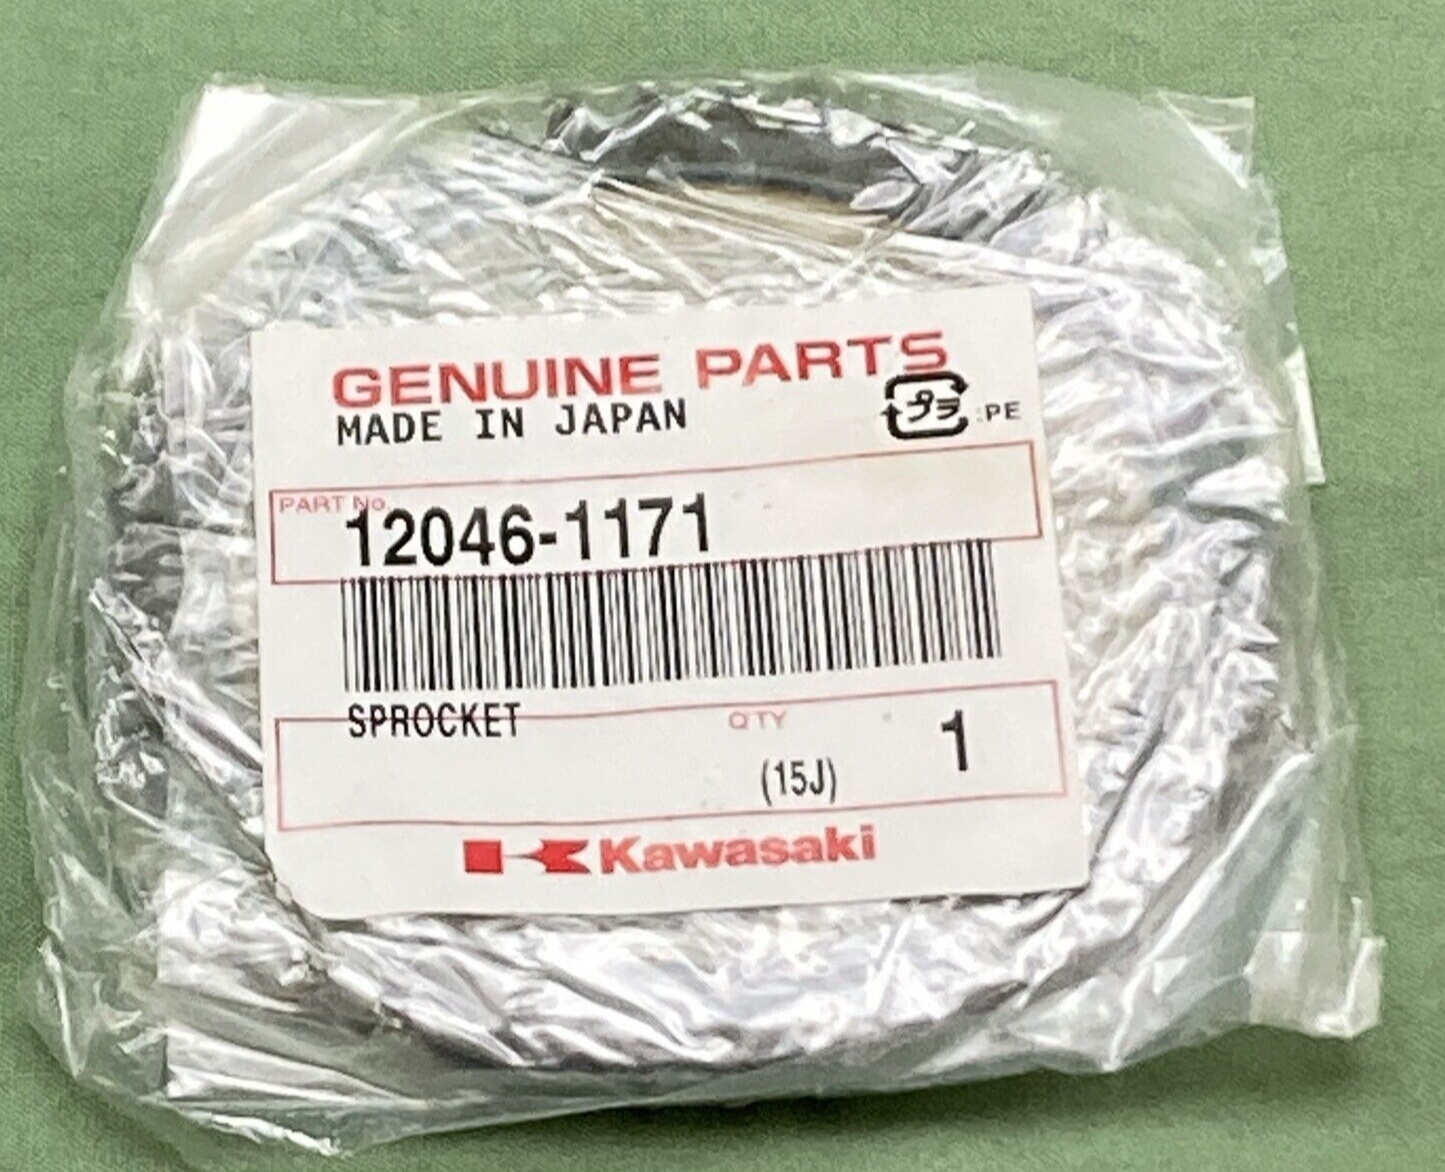 GENUINE PARTS
MADE IN JAPAN
プラ :PE
PART No.
12046-1171
SPROCKET
QTY
1
(15J)
Kawasaki